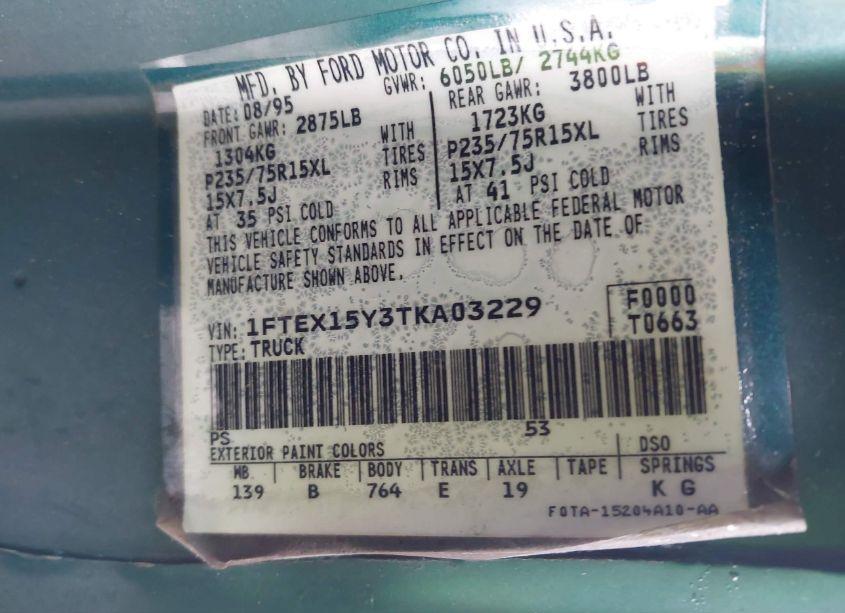 MFD. BY FORD MOTOR CO. IN U.S.A.
DATE: 08/95 GVWR: 6050LB/ 2744KG
FRONT GAWR: 2875LB REAR GAWR: 3800LB
1304KG WITH 1723KG WITH
P235/75R15XL TIRES P235/75R15XL TIRES
15X7.5J RIMS 15X7.5J RIMS
AT 35 PSI COLD AT 41 PSI COLD
THIS VEHICLE CONFORMS TO ALL APPLICABLE FEDERAL MOTOR
VEHICLE SAFETY STANDARDS IN EFFECT ON THE DATE OF
MANUFACTURE SHOWN ABOVE.
VIN: 1FTEX15Y3TKA03229 F0000
TYPE: TRUCK T0663
PS 53
EXTERIOR PAINT COLORS DSO
WB. BRAKE BODY TRANS AXLE TAPE SPRINGS
139 B 764 E 19 K G
F0TA-15204A10-AA